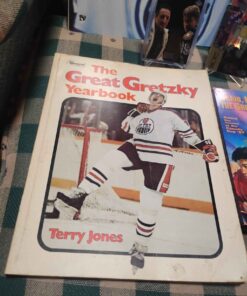 The
Great Gretzky
Yearbook
Terry Jones